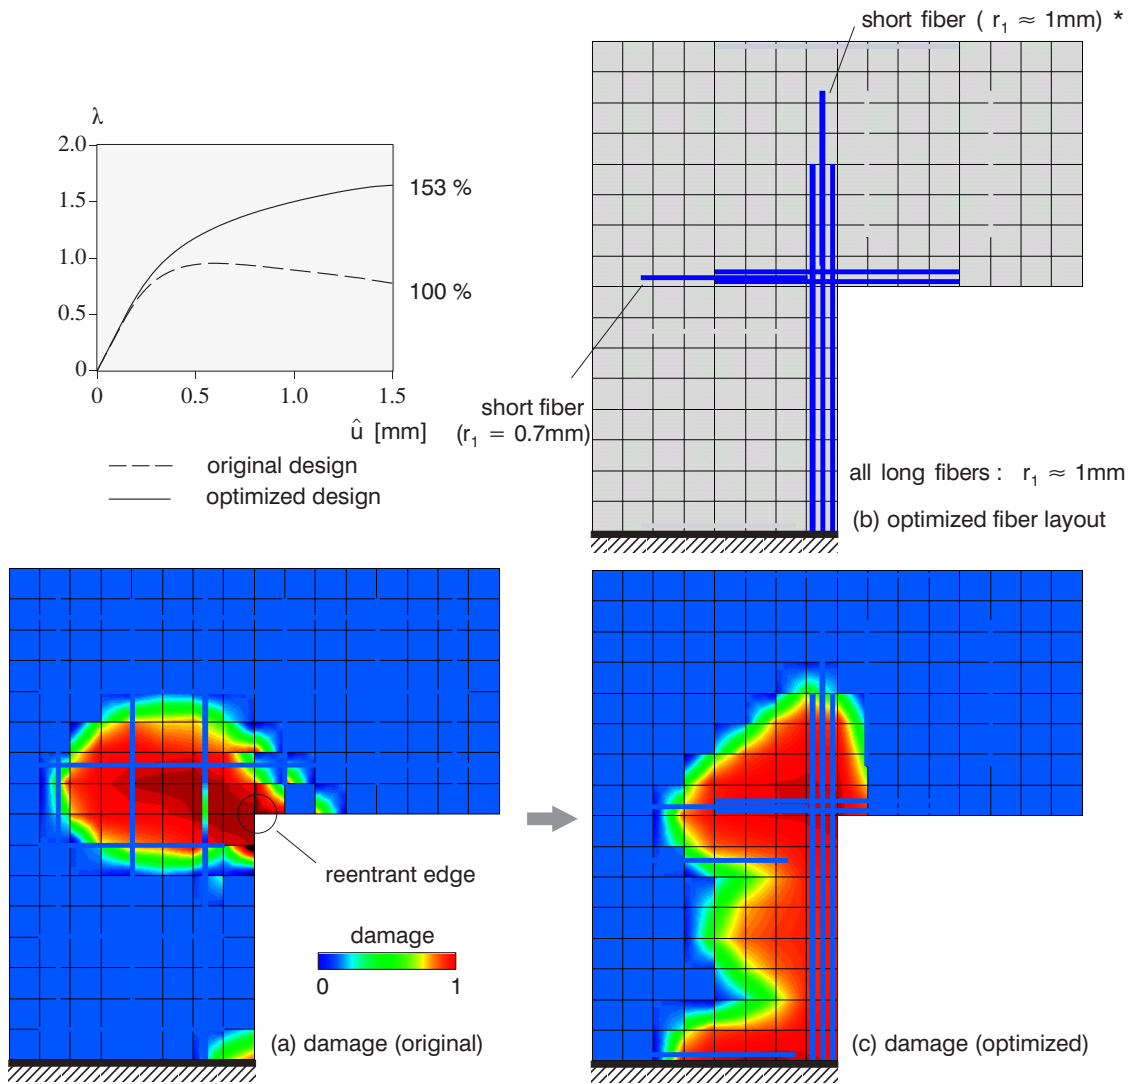 short fiber ( r₁ ≈ 1mm) *
λ
2.0
1.5
1.0
0.5
0
153 %
100 %
0 0.5 1.0 1.5
û [mm]
original design
optimized design
short fiber
(r₁ = 0.7mm)
all long fibers : r₁ ≈ 1mm
(b) optimized fiber layout
reentrant edge
damage
0 1
(a) damage (original)
(c) damage (optimized)